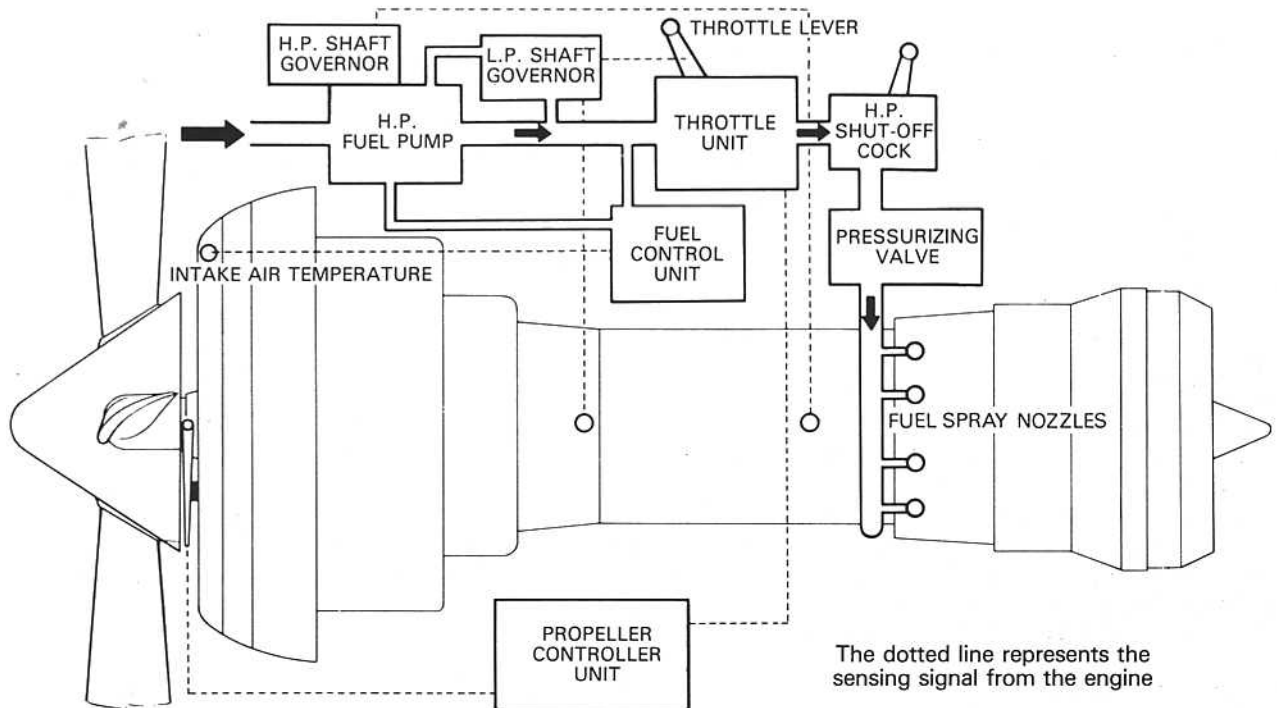 THROTTLE LEVER
H.P. SHAFT
GOVERNOR
L.P. SHAFT
GOVERNOR
H.P.
FUEL PUMP
THROTTLE
UNIT
H.P.
SHUT-OFF
COCK
FUEL
CONTROL
UNIT
PRESSURIZING
VALVE
INTAKE AIR TEMPERATURE
FUEL SPRAY NOZZLES
PROPELLER
CONTROLLER
UNIT
The dotted line represents the
sensing signal from the engine